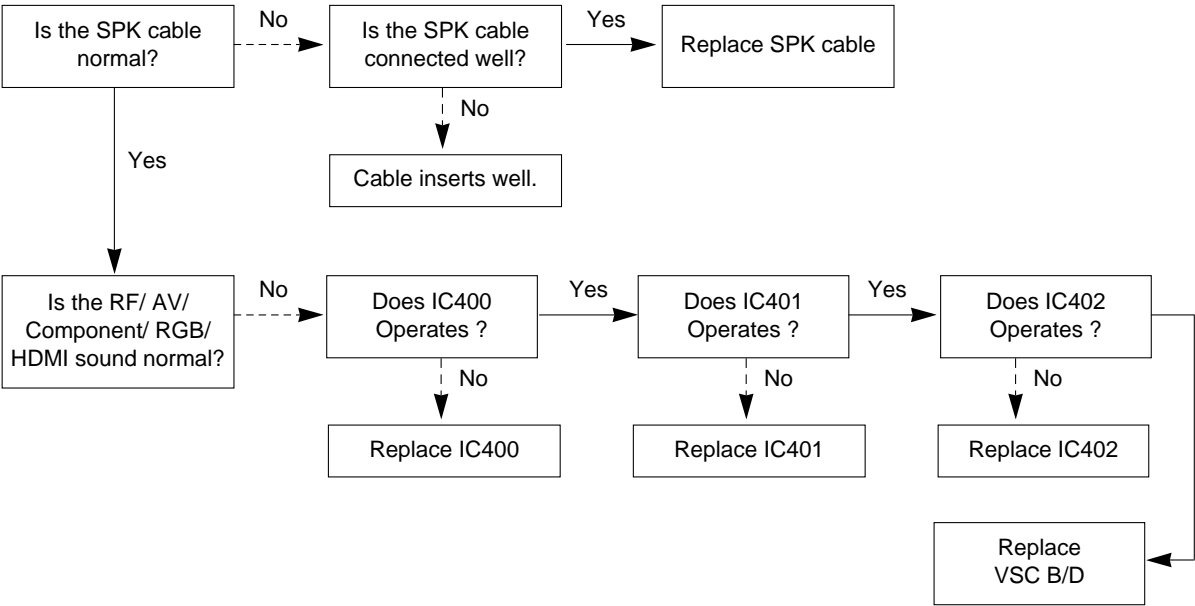 Is the SPK cable
normal?
No
Is the SPK cable
connected well?
Yes
Replace SPK cable
No
Cable inserts well.
Yes
Is the RF/ AV/
Component/ RGB/
HDMI sound normal?
No
Does IC400
Operates ?
Yes
Does IC401
Operates ?
Yes
Does IC402
Operates ?
No
Replace IC400
No
Replace IC401
No
Replace IC402
Replace
VSC B/D